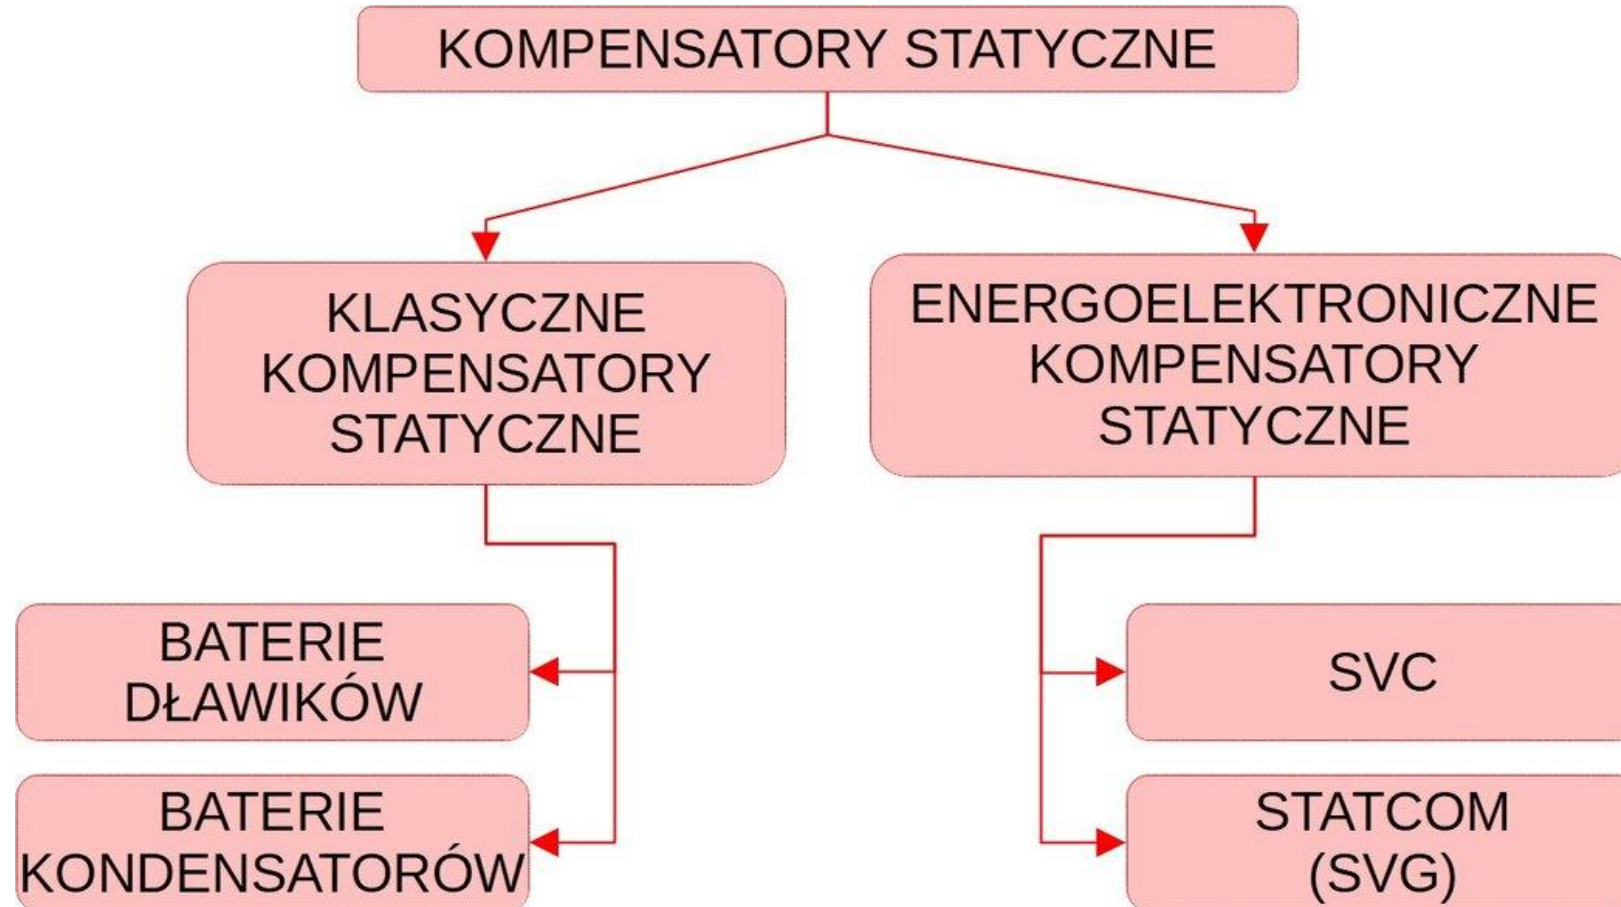 KOMPENSATORY STATYCZNE
KLASYCZNE
KOMPENSATORY
STATYCZNE
ENERGOELEKTRONICZNE
KOMPENSATORY
STATYCZNE
BATERIE
DŁAWIKÓW
SVC
BATERIE
KONDENSATORÓW
STATCOM
(SVG)